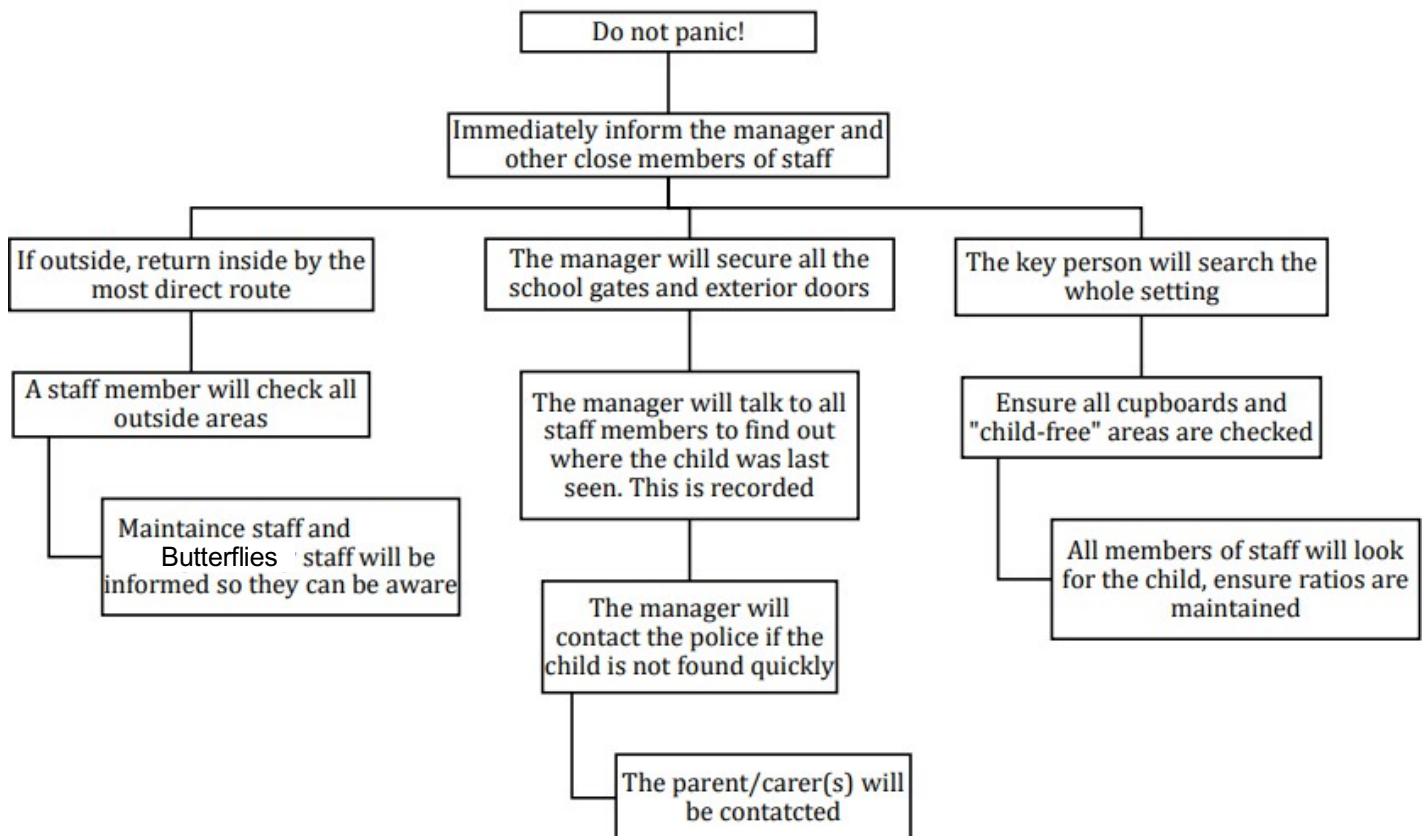 Do not panic!
Immediately inform the manager and
other close members of staff
If outside, return inside by the
most direct route
The manager will secure all the
school gates and exterior doors
The key person will search the
whole setting
A staff member will check all
outside areas
The manager will talk to all
staff members to find out
where the child was last
seen. This is recorded
Ensure all cupboards and
"child-free" areas are checked
Maintaince staff and
Butterflies staff will be
informed so they can be aware
The manager will
contact the police if the
child is not found quickly
All members of staff will look
for the child, ensure ratios are
maintained
The parent/carer(s) will
be contatcted